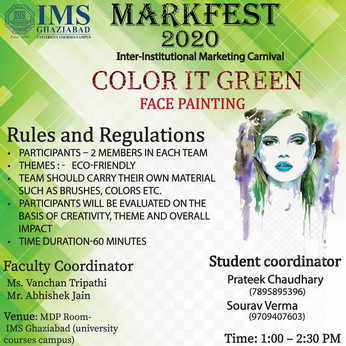 IMS
GHAZIABAD
UNIVERSITY COURSES CAMPUS
MARKFEST
2020
Inter-Institutional Marketing Carnival
COLOR IT GREEN
FACE PAINTING
Rules and Regulations
• PARTICIPANTS – 2 MEMBERS IN EACH TEAM
• THEMES : - ECO-FRIENDLY
• TEAM SHOULD CARRY THEIR OWN MATERIAL
SUCH AS BRUSHES, COLORS ETC.
• PARTICIPANTS WILL BE EVALUATED ON THE
BASIS OF CREATIVITY, THEME AND OVERALL
IMPACT
• TIME DURATION-60 MINUTES
Faculty Coordinator
Ms. Vanchan Tripathi
Mr. Abhishek Jain
Venue: MDP Room-
IMS Ghaziabad (university
courses campus)
Student coordinator
Prateek Chaudhary
(7895895396)
Sourav Verma
(9709407603)
Time: 1:00 – 2:30 PM